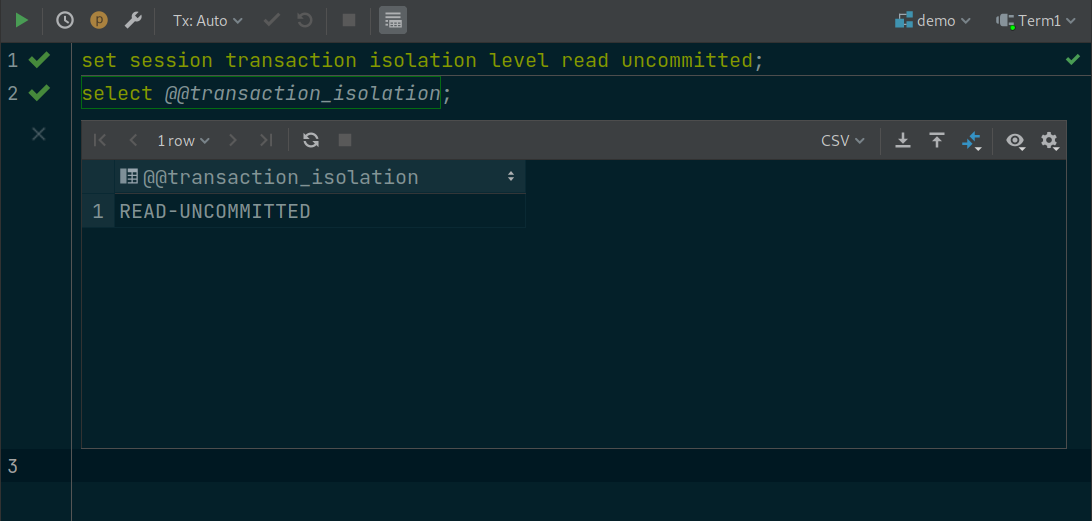 Tx: Auto demo Term1
1 set session transaction isolation level read uncommitted;
2 select @@transaction_isolation;
1 row CSV
@@transaction_isolation
1 READ-UNCOMMITTED
3